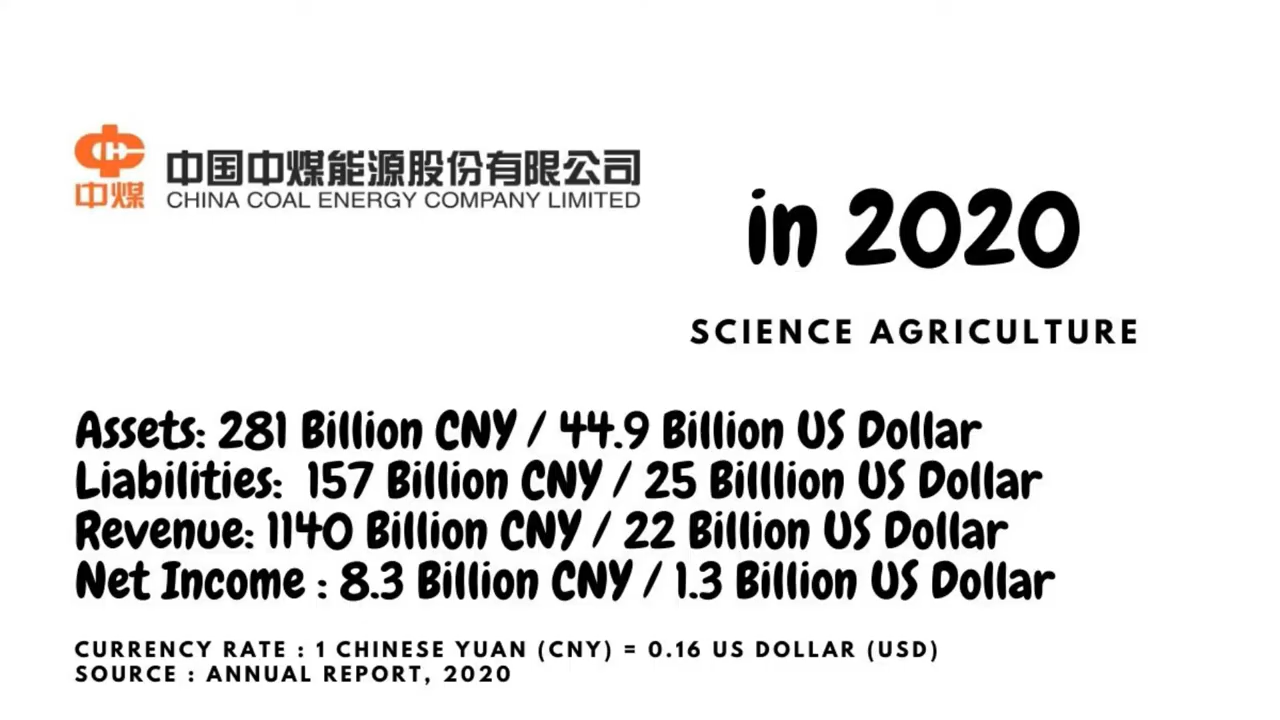 中国中煤能源股份有限公司
中煤
CHINA COAL ENERGY COMPANY LIMITED
in 2020
SCIENCE AGRICULTURE
Assets: 281 Billion CNY / 44.9 Billion US Dollar
Liabilities: 157 Billion CNY / 25 Billlion US Dollar
Revenue: 1140 Billion CNY / 22 Billion US Dollar
Net Income : 8.3 Billion CNY / 1.3 Billion US Dollar
CURRENCY RATE : 1 CHINESE YUAN (CNY) = 0.16 US DOLLAR (USD)
SOURCE : ANNUAL REPORT, 2020